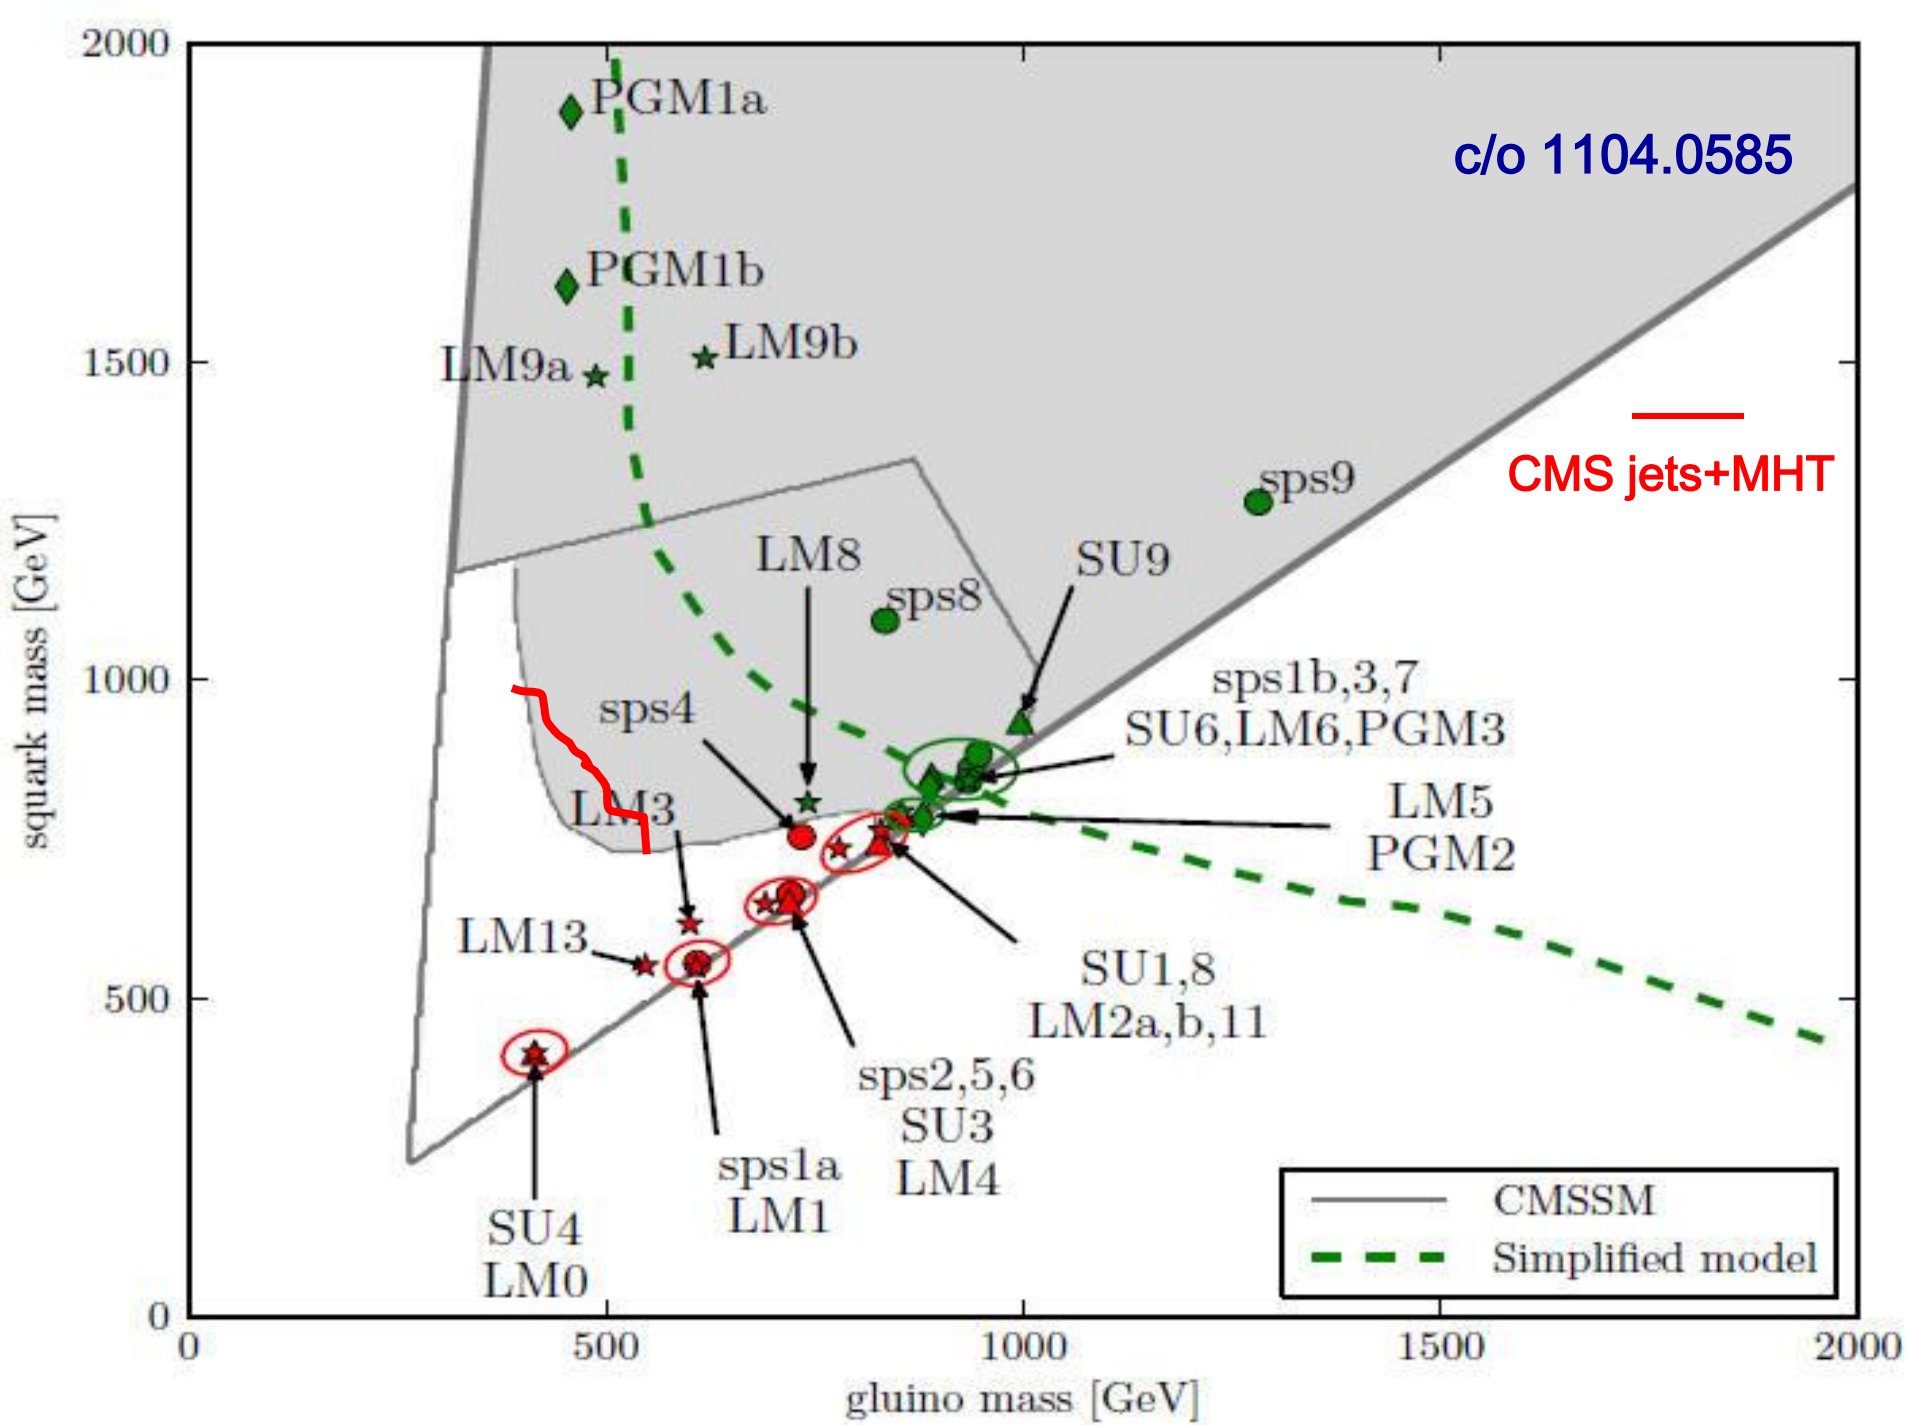 2000
PGM1a
c/o 1104.0585
PGM1b
LM9b
1500
LM9a
CMS jets+MHT
sps9
LM8
SU9
sps8
squark mass [GeV]
1000
sps4
sps1b,3,7
SU6,LM6,PGM3
LM3
LM5
PGM2
LM13
SU1,8
LM2a,b,11
500
sps2,5,6
SU3
LM4
sps1a
LM1
SU4
LM0
CMSSM
Simplified model
0
0 500 1000 1500 2000
gluino mass [GeV]